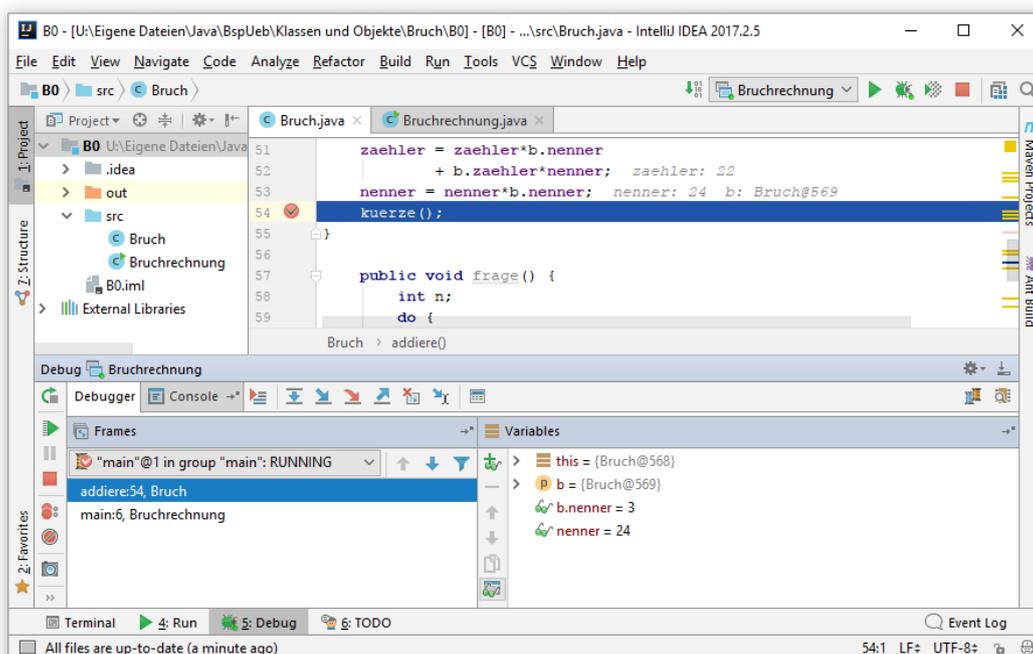 B0 - [U:\Eigene Dateien\Java\BspUeb\Klassen und Objekte\Bruch\B0] - [B0] - ...\src\Bruch.java - IntelliJ IDEA 2017.2.5
File Edit View Navigate Code Analyze Refactor Build Run Tools VCS Window Help
B0 src Bruch Bruchrechnung
1: Project
7: Structure
2: Favorites
Project
B0 U:\Eigene Dateien\Java
.idea
out
src
Bruch
Bruchrechnung
B0.iml
External Libraries
Bruch.java Bruchrechnung.java
51 zaehler = zaehler*b.nenner
52 + b.zaehler*nenner; zaehler: 22
53 nenner = nenner*b.nenner; nenner: 24 b: Bruch@569
54 kuerze();
55 }
56
57 public void frage() {
58 int n;
59 do {
Bruch › addiere()
Maven Projects
Ant Build
Debug Bruchrechnung
Debugger Console
Frames
"main"@1 in group "main": RUNNING
addiere:54, Bruch
main:6, Bruchrechnung
Variables
this = {Bruch@568}
p b = {Bruch@569}
b.nenner = 3
nenner = 24
Terminal 4: Run 5: Debug 6: TODO Event Log
All files are up-to-date (a minute ago) 54:1 LF UTF-8